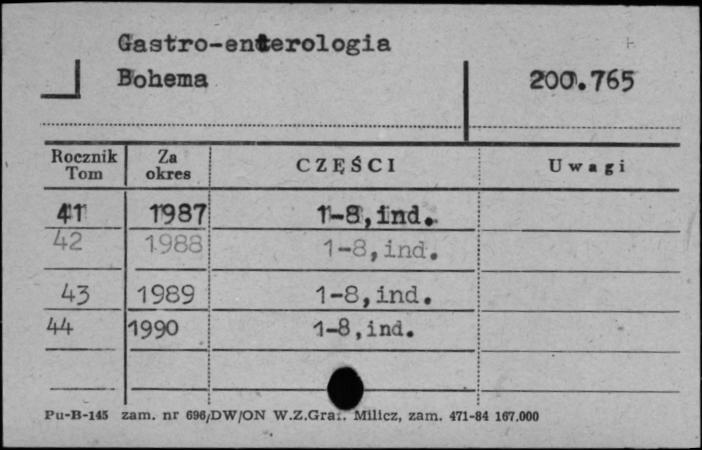 Gastro-enterologia
Bohema
200.765
Rocznik Tom Za okres CZĘŚCI Uwagi
41 1987 1-8, ind.
42 1988 1-8, ind.
43 1989 1-8, ind.
44 1990 1-8, ind.
Pu-B-145 zam. nr 696/DW/ON W.Z.Graf. Milicz, zam. 471-84 167.000